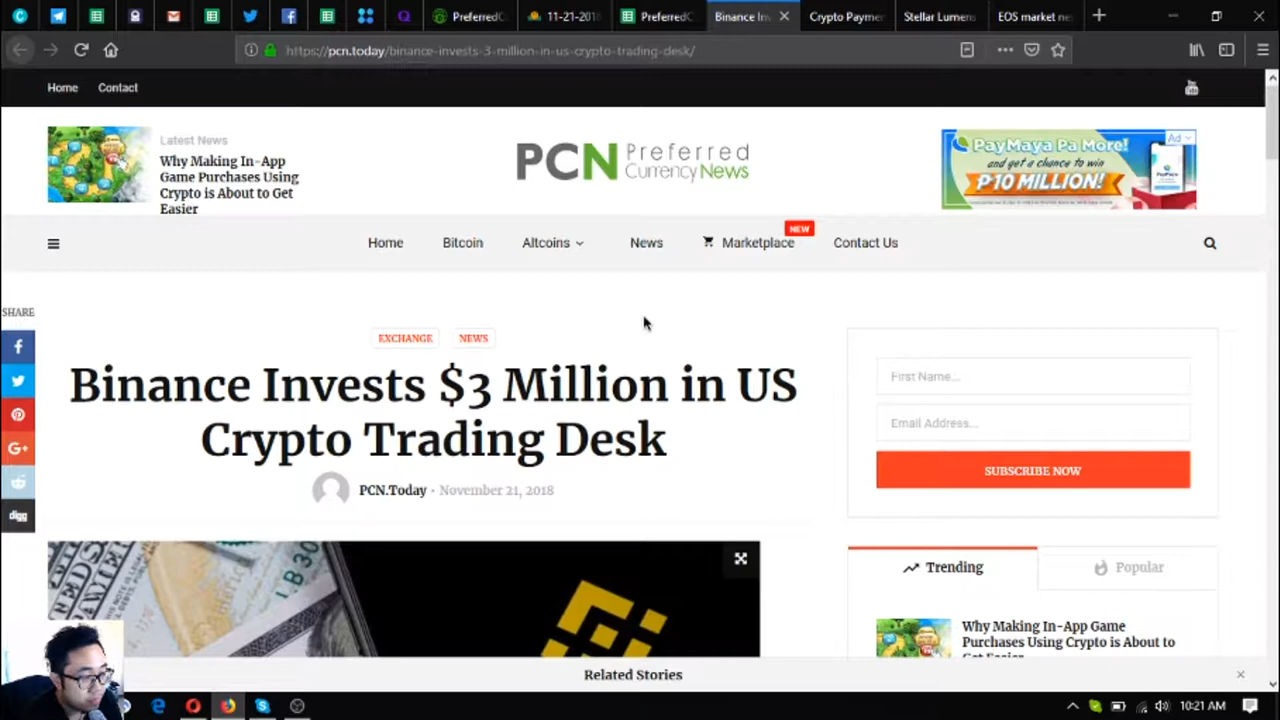 PreferredC
11-21-2018
PreferredC
Binance In
Crypto Payme
Stellar Lumens
EOS market ne
https://pcn.today/binance-invests-3-million-in-us-crypto-trading-desk/
Home
Contact
Latest News
Why Making In-App
Game Purchases Using
Crypto is About to Get
Easier
PCN Preferred
Currency News
Ad
PayMaya Pa More!
and get a chance to win
₱10 MILLION!
Home
Bitcoin
Altcoins
News
Marketplace
NEW
Contact Us
SHARE
EXCHANGE
NEWS
Binance Invests $3 Million in US
Crypto Trading Desk
PCN.Today - November 21, 2018
First Name...
Email Address...
SUBSCRIBE NOW
digg
Trending
Popular
Why Making In-App Game
Purchases Using Crypto is About to
Related Stories
10:21 AM